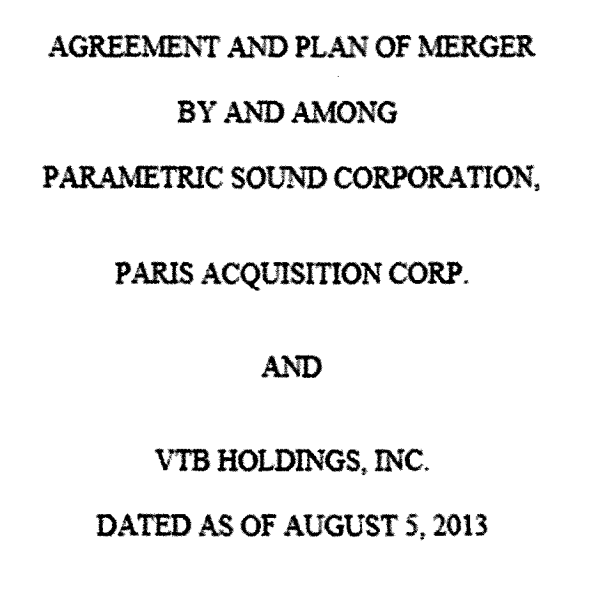 AGREEMENT AND PLAN OF MERGER
BY AND AMONG
PARAMETRIC SOUND CORPORATION,
PARIS ACQUISITION CORP.
AND
VTB HOLDINGS, INC.
DATED AS OF AUGUST 5, 2013